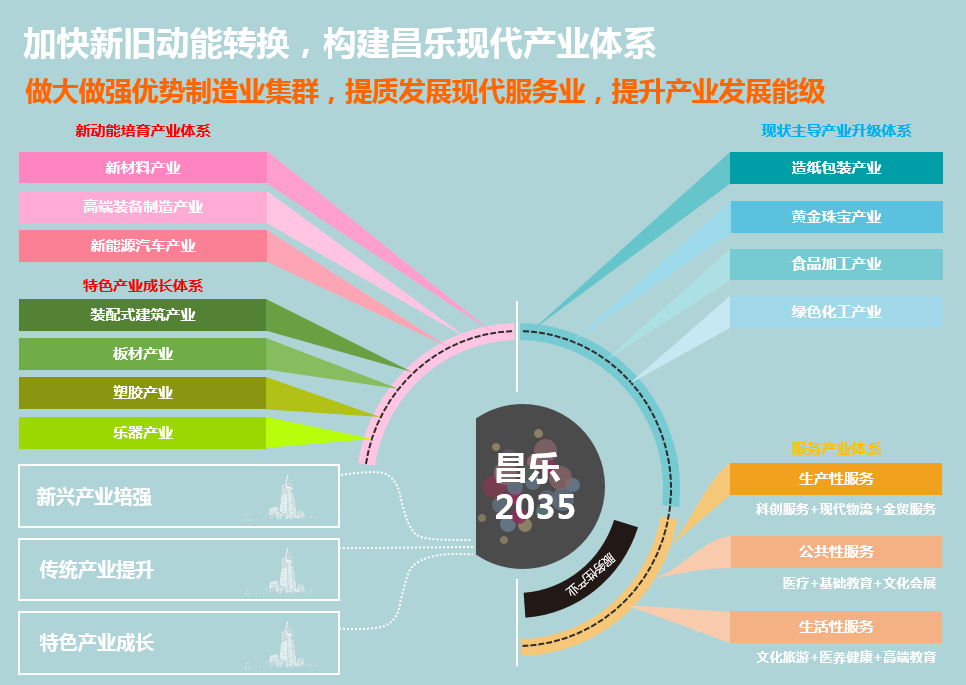 加快新旧动能转换，构建昌乐现代产业体系
做大做强优势制造业集群，提质发展现代服务业，提升产业发展能级
新动能培育产业体系
新材料产业
高端装备制造产业
新能源汽车产业
特色产业成长体系
装配式建筑产业
板材产业
塑胶产业
乐器产业
新兴产业培强
传统产业提升
特色产业成长
昌乐
2035
服务性产业
现状主导产业升级体系
造纸包装产业
黄金珠宝产业
食品加工产业
绿色化工产业
服务产业体系
生产性服务
科创服务+现代物流+金贸服务
公共性服务
医疗+基础教育+文化会展
生活性服务
文化旅游+医养健康+高端教育